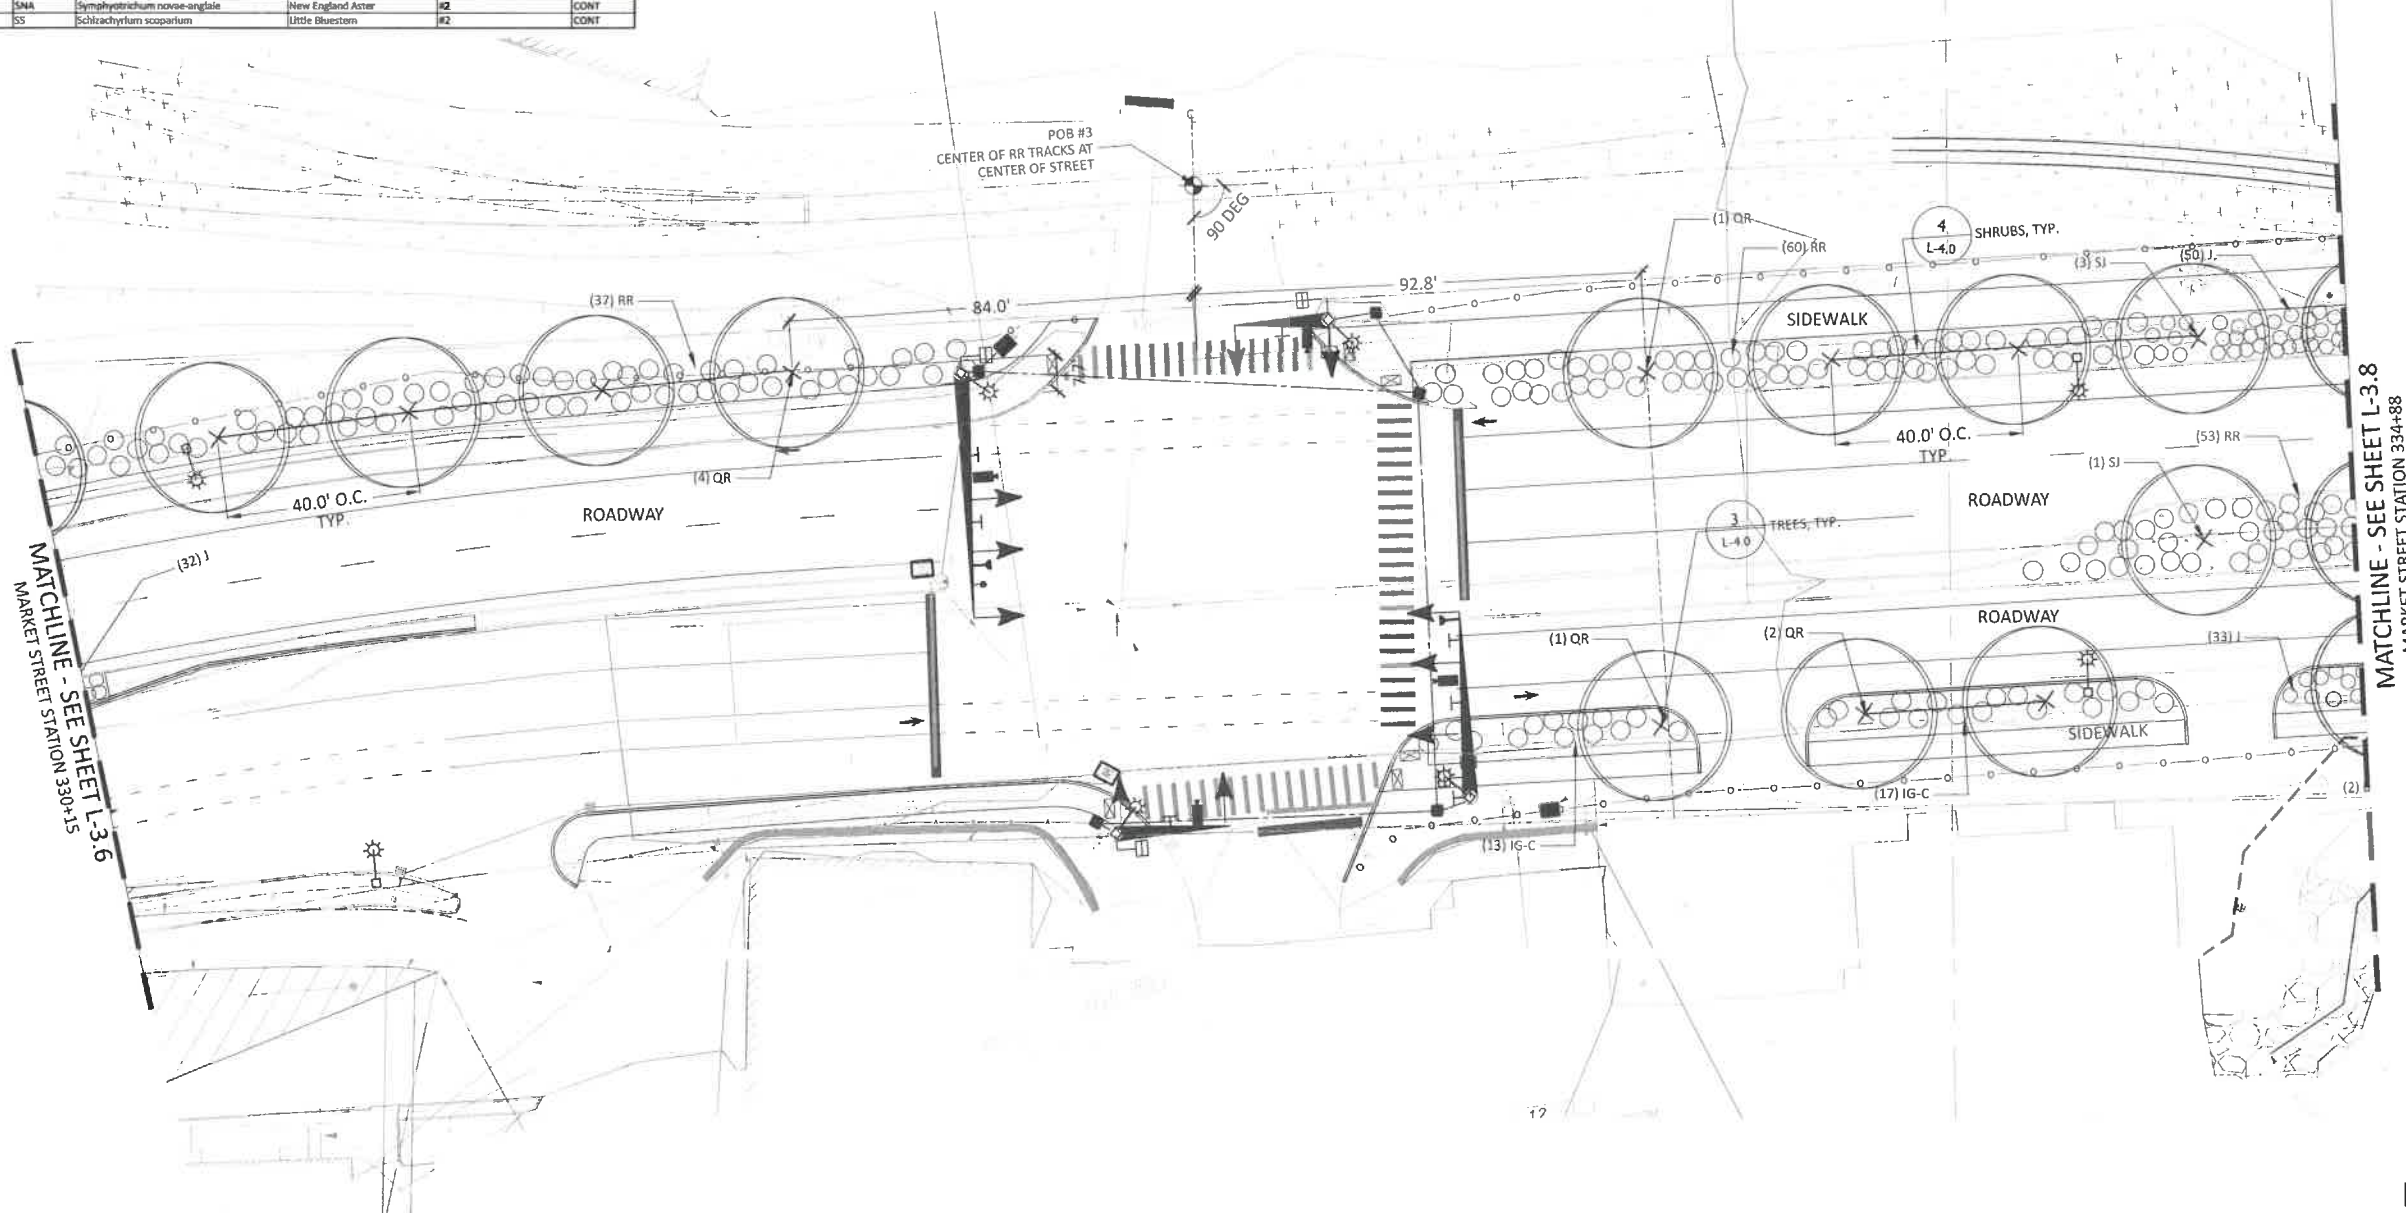 SNA Symphyotrichum novae-angliae New England Aster #2 CONT
SS Schizachyrium scoparium Little Bluestem #2 CONT
POB #3
CENTER OF RR TRACKS AT
CENTER OF STREET
90 DEG
(1) QR
(60) RR
4
L-4.0
SHRUBS, TYP.
(3) SJ
(50) J
(37) RR
84.0'
92.8'
SIDEWALK
7.7'
40.0' O.C.
TYP.
(4) QR
ROADWAY
40.0' O.C.
TYP.
(53) RR
(1) SJ
ROADWAY
3
L-4.0
TREES, TYP.
(32) J
MATCHLINE - SEE SHEET L-3.6
MARKET STREET STATION 330+15
MATCHLINE - SEE SHEET L-3.8
MARKET STREET STATION 334+88
ROADWAY
(1) QR
(2) QR
(33) J
SIDEWALK
(17) IG-C
(2)
(13) IG-C
12